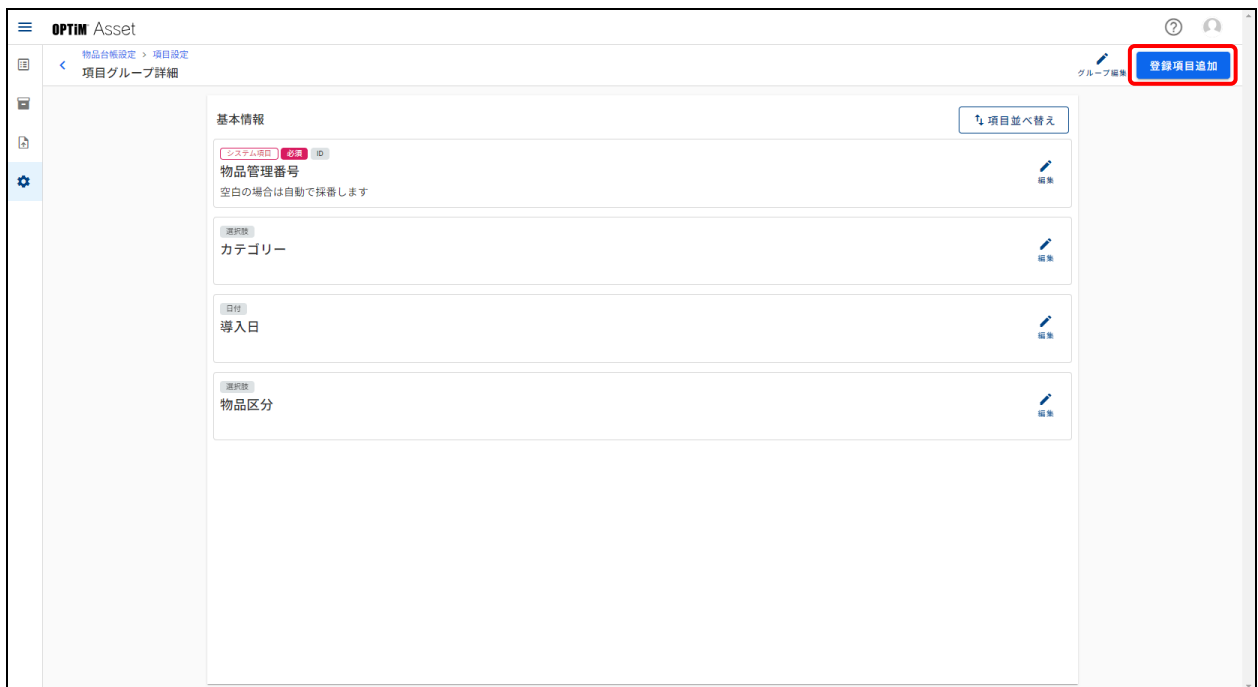 OPTiM Asset
物品台帳設定 > 項目設定
項目グループ詳細
グループ編集
登録項目追加
基本情報
項目並べ替え
システム項目 必須 ID
物品管理番号
空白の場合は自動で採番します
編集
選択肢
カテゴリー
編集
日付
導入日
編集
選択肢
物品区分
編集